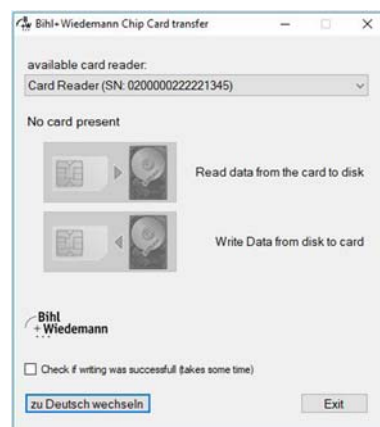 Bihl+Wiedemann Chip Card transfer
available card reader:
Card Reader (SN: 0200000222221345)
No card present
Read data from the card to disk
Write Data from disk to card
Bihl
+ Wiedemann
Check if writing was successfull (takes some time)
zu Deutsch wechseln
Exit